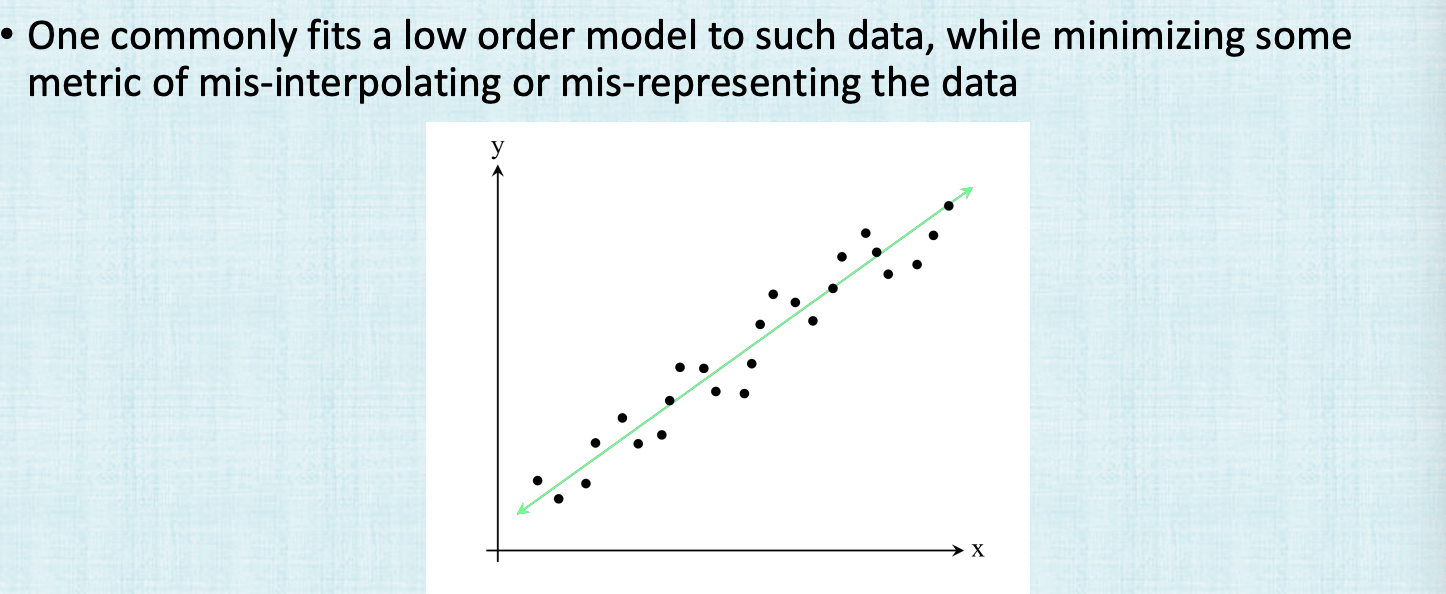 • One commonly fits a low order model to such data, while minimizing some
metric of mis-interpolating or mis-representing the data
y
x